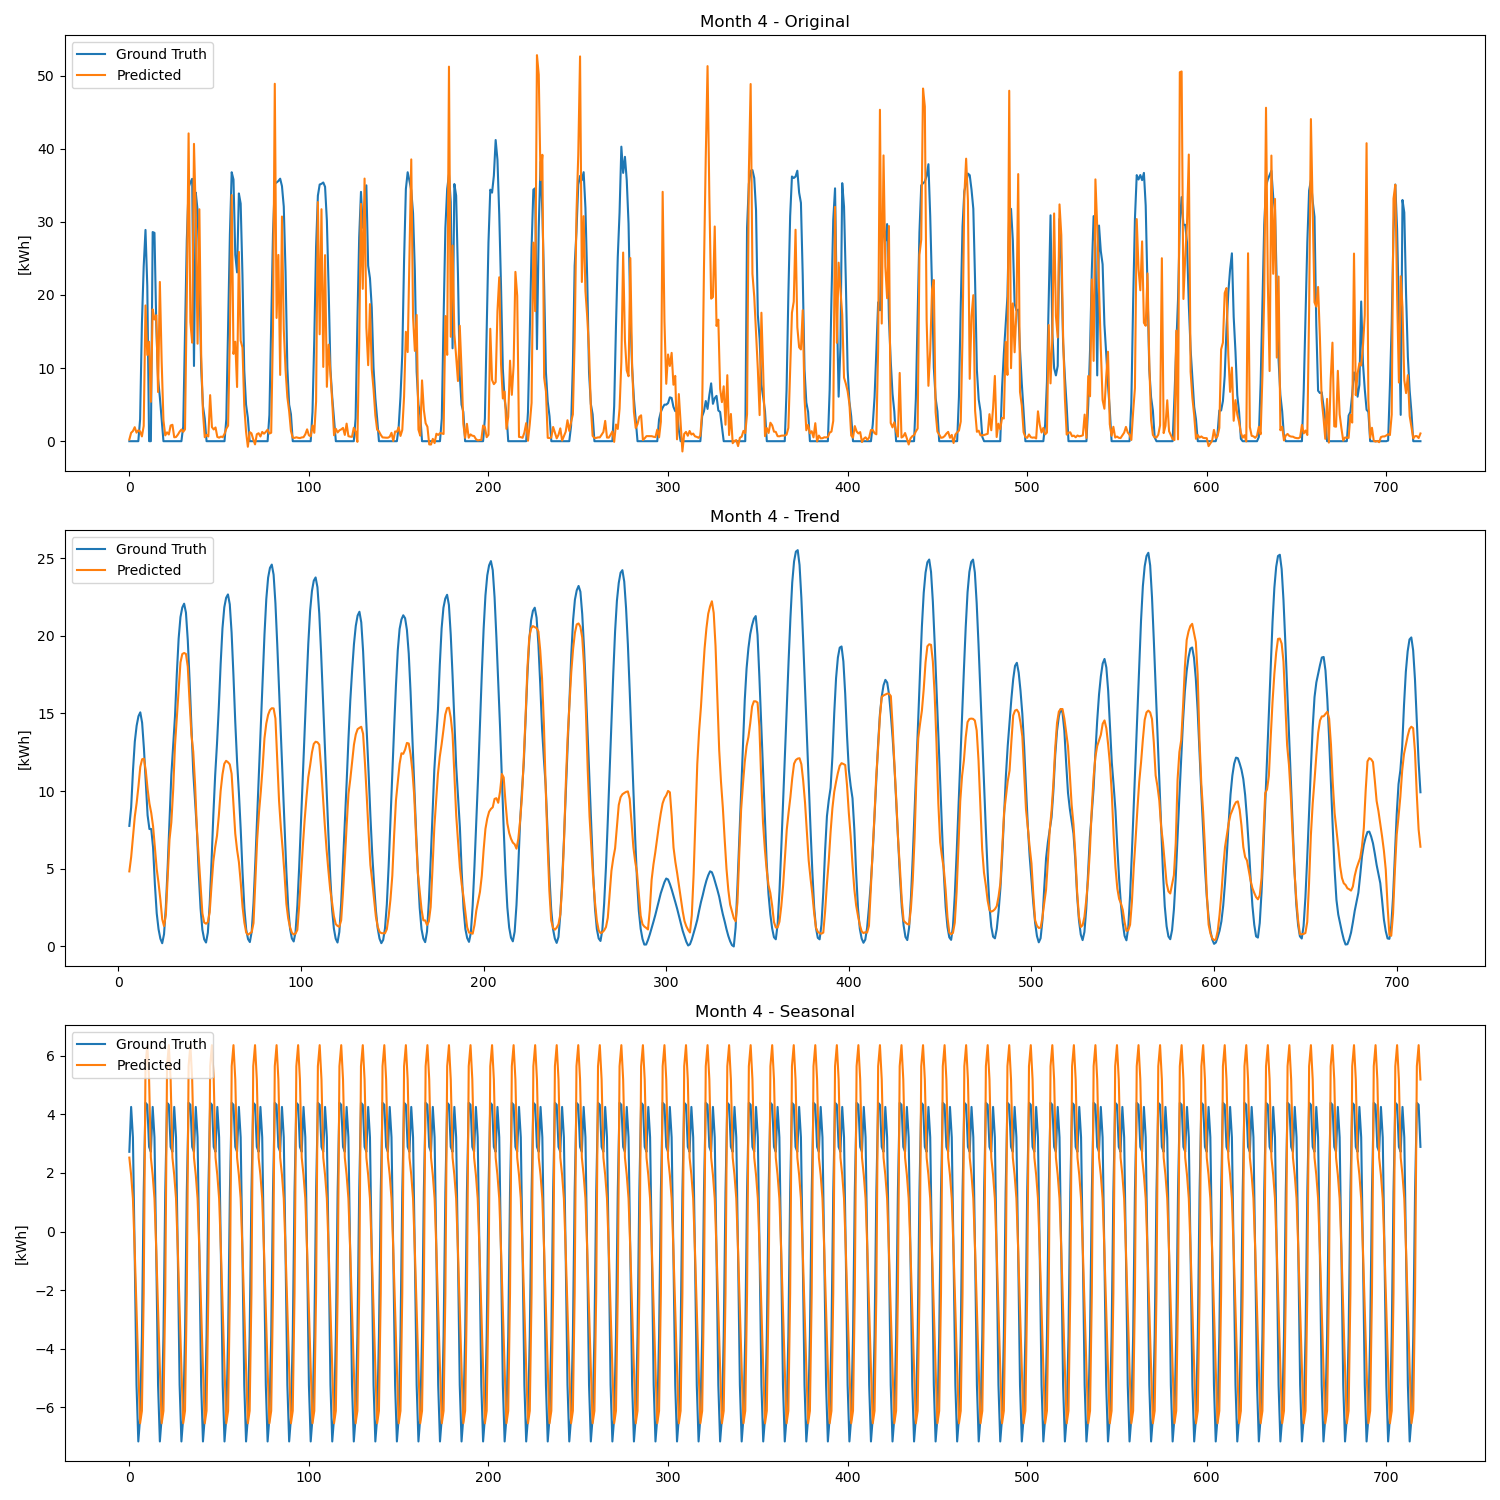 Month 4 - Original
Ground Truth
Predicted
[kWh]
50
40
30
20
10
0
0 100 200 300 400 500 600 700
Month 4 - Trend
Ground Truth
Predicted
[kWh]
25
20
15
10
5
0
0 100 200 300 400 500 600 700
Month 4 - Seasonal
Ground Truth
Predicted
[kWh]
6
4
2
0
−2
−4
−6
0 100 200 300 400 500 600 700